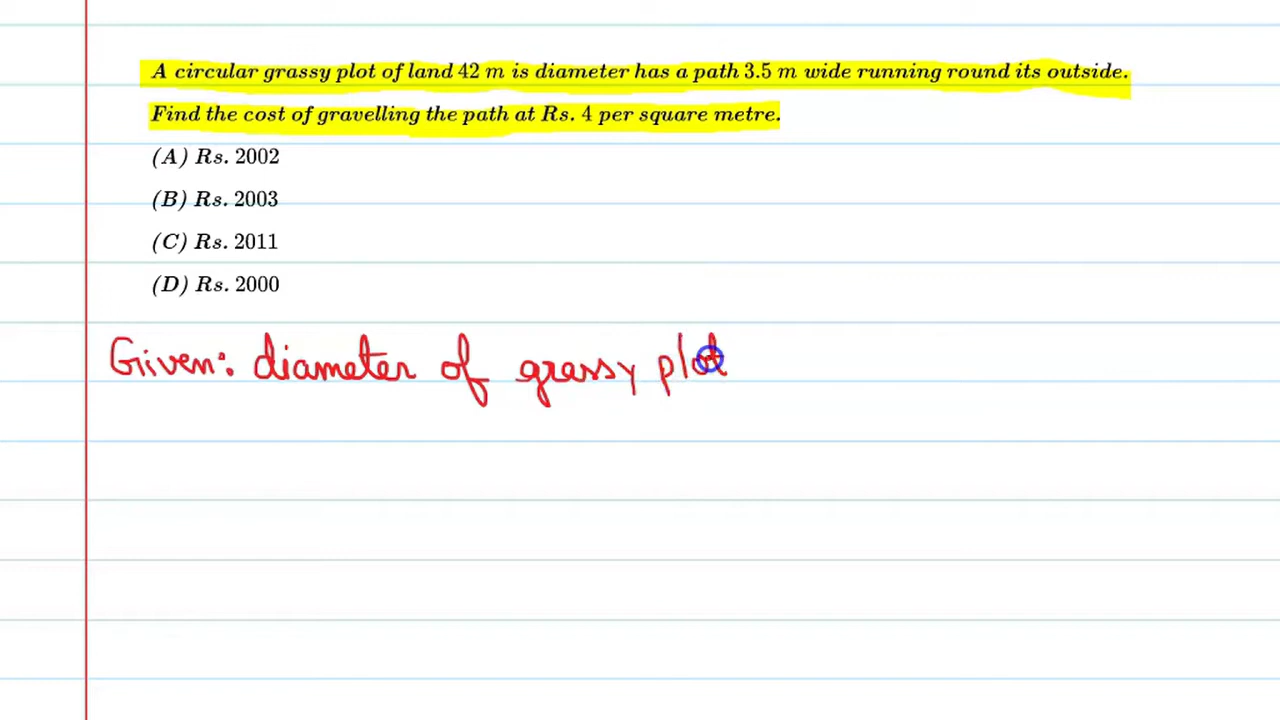 A circular grassy plot of land 42 m is diameter has a path 3.5 m wide running round its outside.
Find the cost of gravelling the path at Rs. 4 per square metre.
(A) Rs. 2002
(B) Rs. 2003
(C) Rs. 2011
(D) Rs. 2000
Given: diameter of grassy plot